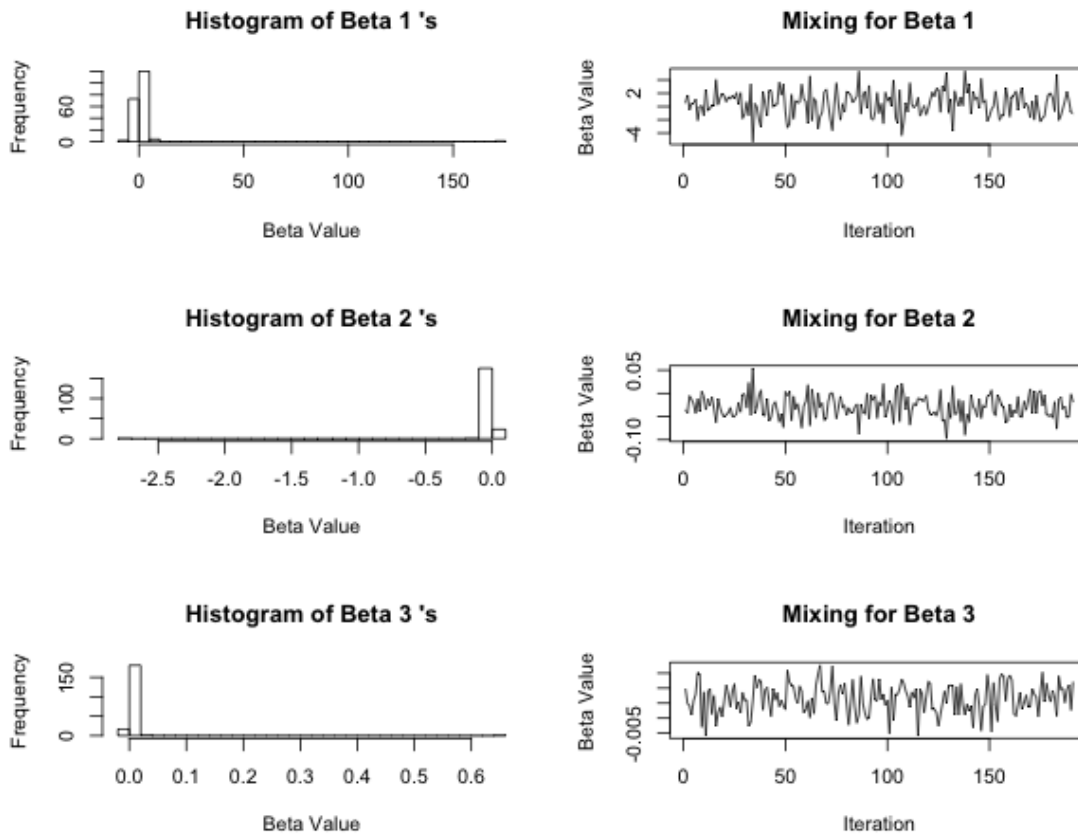 Histogram of Beta 1 's
Frequency
0 60
0 50 100 150
Beta Value
Mixing for Beta 1
Beta Value
-4 2
0 50 100 150
Iteration
Histogram of Beta 2 's
Frequency
0 100
-2.5 -2.0 -1.5 -1.0 -0.5 0.0
Beta Value
Mixing for Beta 2
Beta Value
-0.10 0.05
0 50 100 150
Iteration
Histogram of Beta 3 's
Frequency
0 150
0.0 0.1 0.2 0.3 0.4 0.5 0.6
Beta Value
Mixing for Beta 3
Beta Value
-0.005
0 50 100 150
Iteration